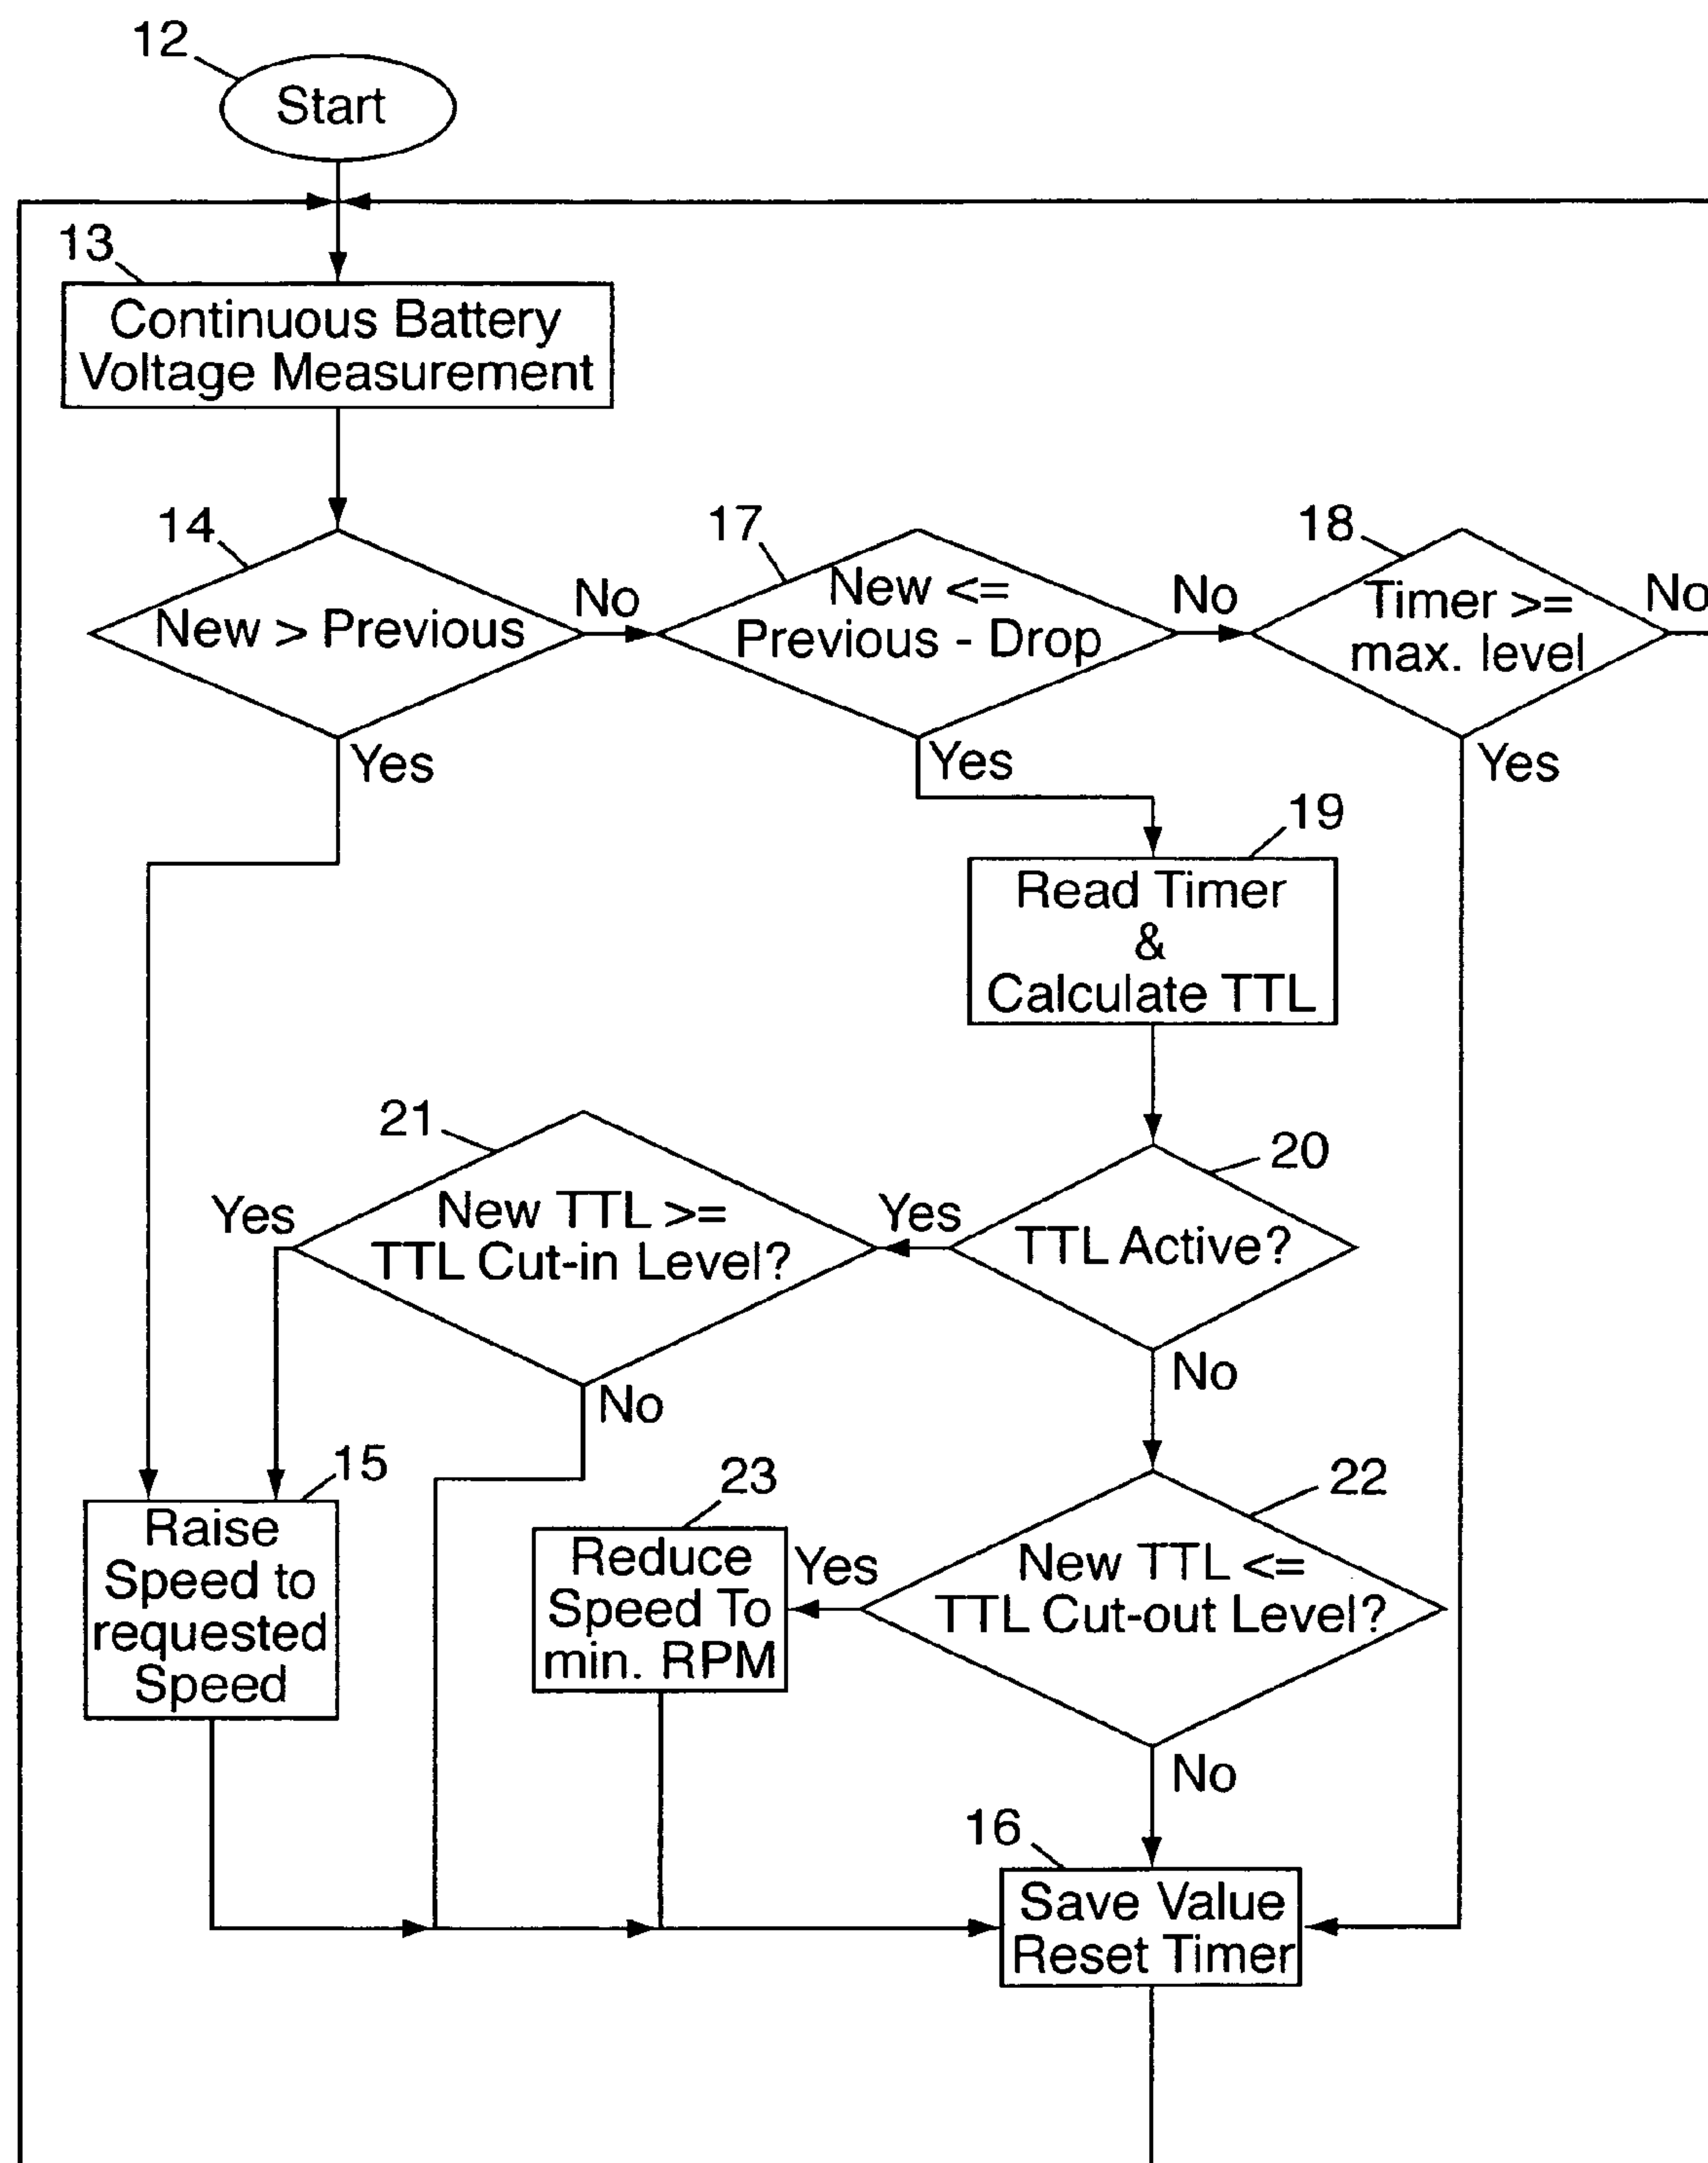 12
Start
13
Continuous Battery
Voltage Measurement
14
New > Previous
No
Yes
17
New <=
Previous - Drop
No
Yes
18
Timer >=
max. level
No
Yes
19
Read Timer
&
Calculate TTL
20
TTL Active?
Yes
No
21
New TTL >=
TTL Cut-in Level?
Yes
No
15
Raise
Speed to
requested
Speed
23
Reduce
Speed To
min. RPM
Yes
22
New TTL <=
TTL Cut-out Level?
No
16
Save Value
Reset Timer